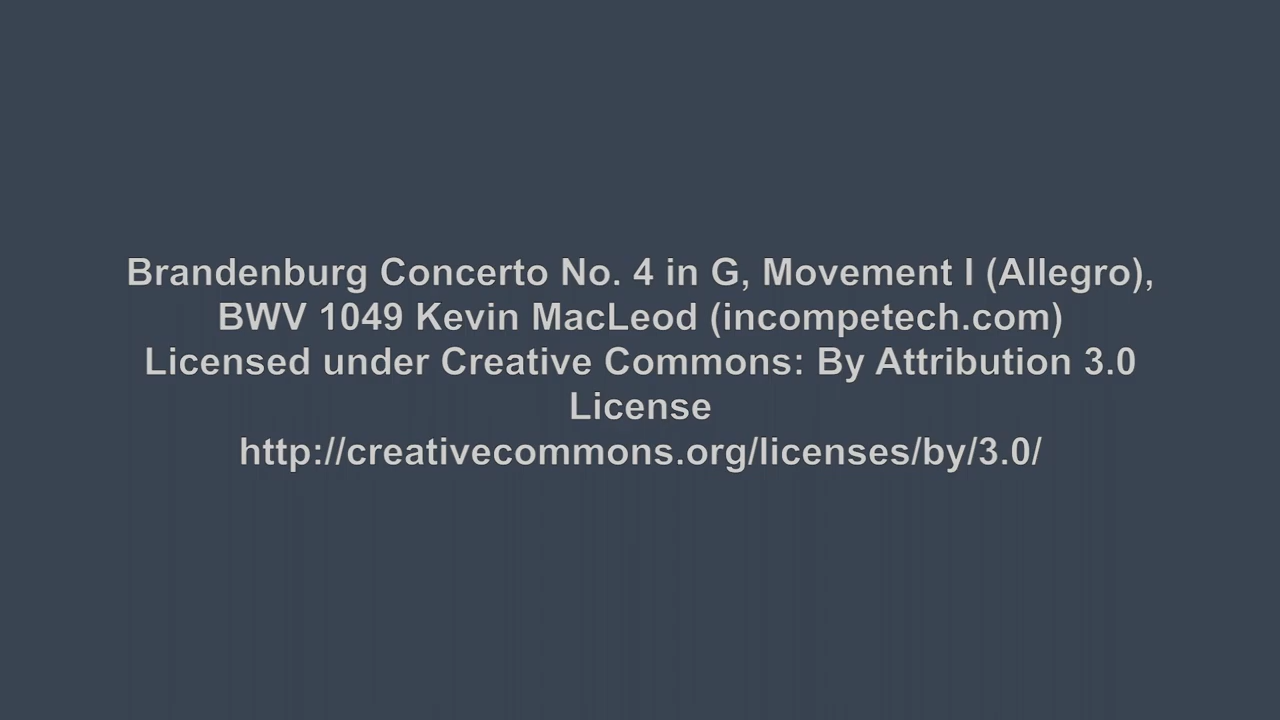 Brandenburg Concerto No. 4 in G, Movement I (Allegro),
BWV 1049 Kevin MacLeod (incompetech.com)
Licensed under Creative Commons: By Attribution 3.0
License
http://creativecommons.org/licenses/by/3.0/